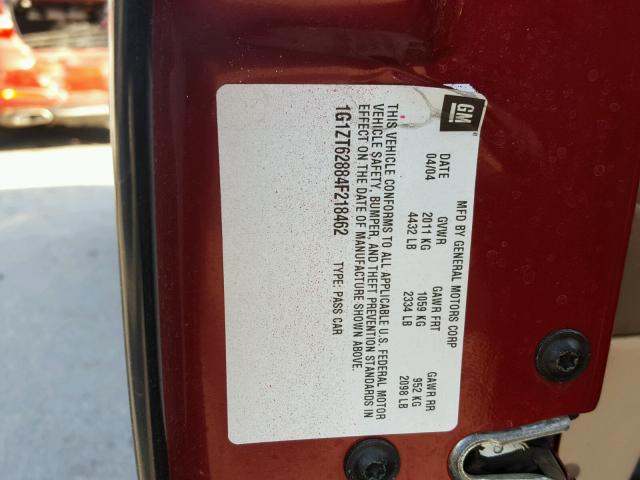 GM
MFD BY GENERAL MOTORS CORP
DATE GVWR GAWR FRT GAWR RR
04/04 2011 KG 1059 KG 952 KG
4432 LB 2334 LB 2098 LB
THIS VEHICLE CONFORMS TO ALL APPLICABLE U.S. FEDERAL MOTOR
VEHICLE SAFETY, BUMPER, AND THEFT PREVENTION STANDARDS IN
EFFECT ON THE DATE OF MANUFACTURE SHOWN ABOVE.
1G1ZT62884F218462 TYPE: PASS CAR